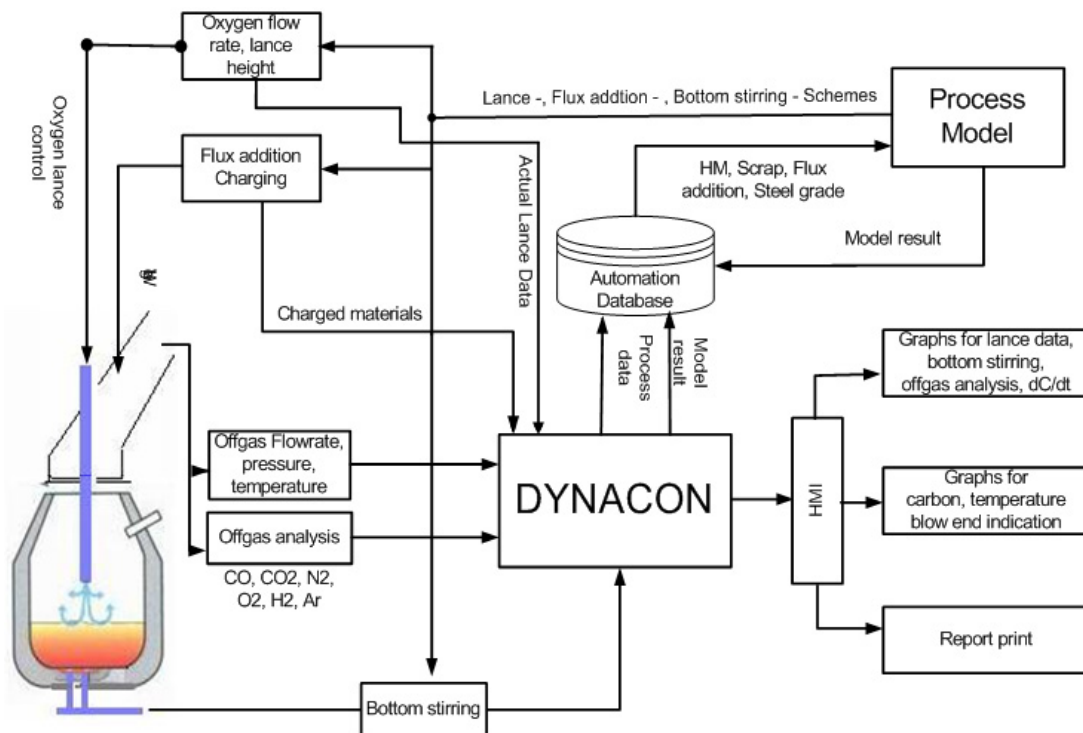 Oxygen flow
rate, lance
height
Lance -, Flux addtion - , Bottom stirring - Schemes
Process
Model
Oxygen lance
control
Flux addition
Charging
Actual Lance Data
HM, Scrap, Flux
addition, Steel grade
Model result
Automation
Database
Charged materials
Process
data
Model
result
Graphs for lance data,
bottom stirring,
offgas analysis, dC/dt
Offgas Flowrate,
pressure,
temperature
DYNACON
HMI
Graphs for
carbon, temperature
blow end indication
Offgas analysis
CO, CO2, N2,
O2, H2, Ar
Report print
Bottom stirring